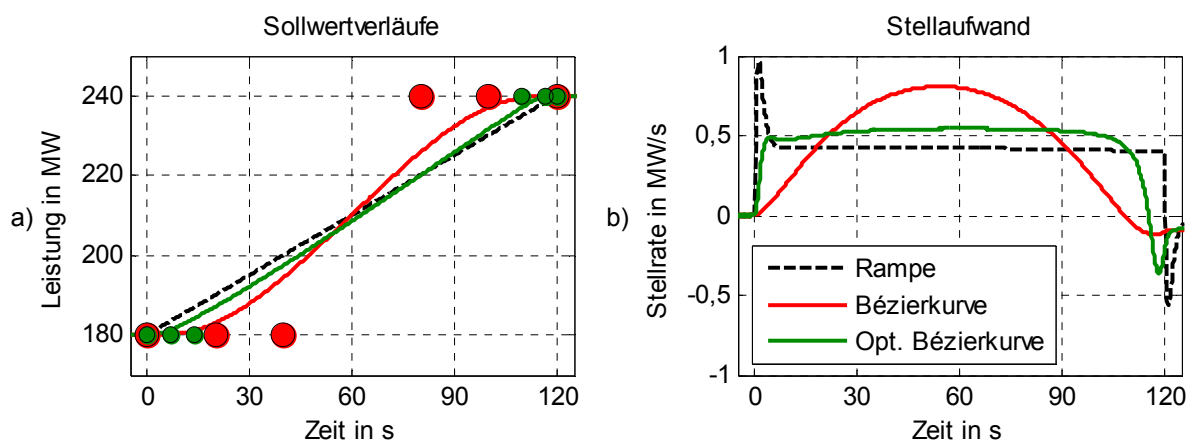 Sollwertverläufe
a)
Leistung in MW
240
220
200
180
0
30
60
90
120
Zeit in s
Stellaufwand
b)
Stellrate in MW/s
1
0,5
0
-0,5
-1
Rampe
Bézierkurve
Opt. Bézierkurve
0
30
60
90
120
Zeit in s